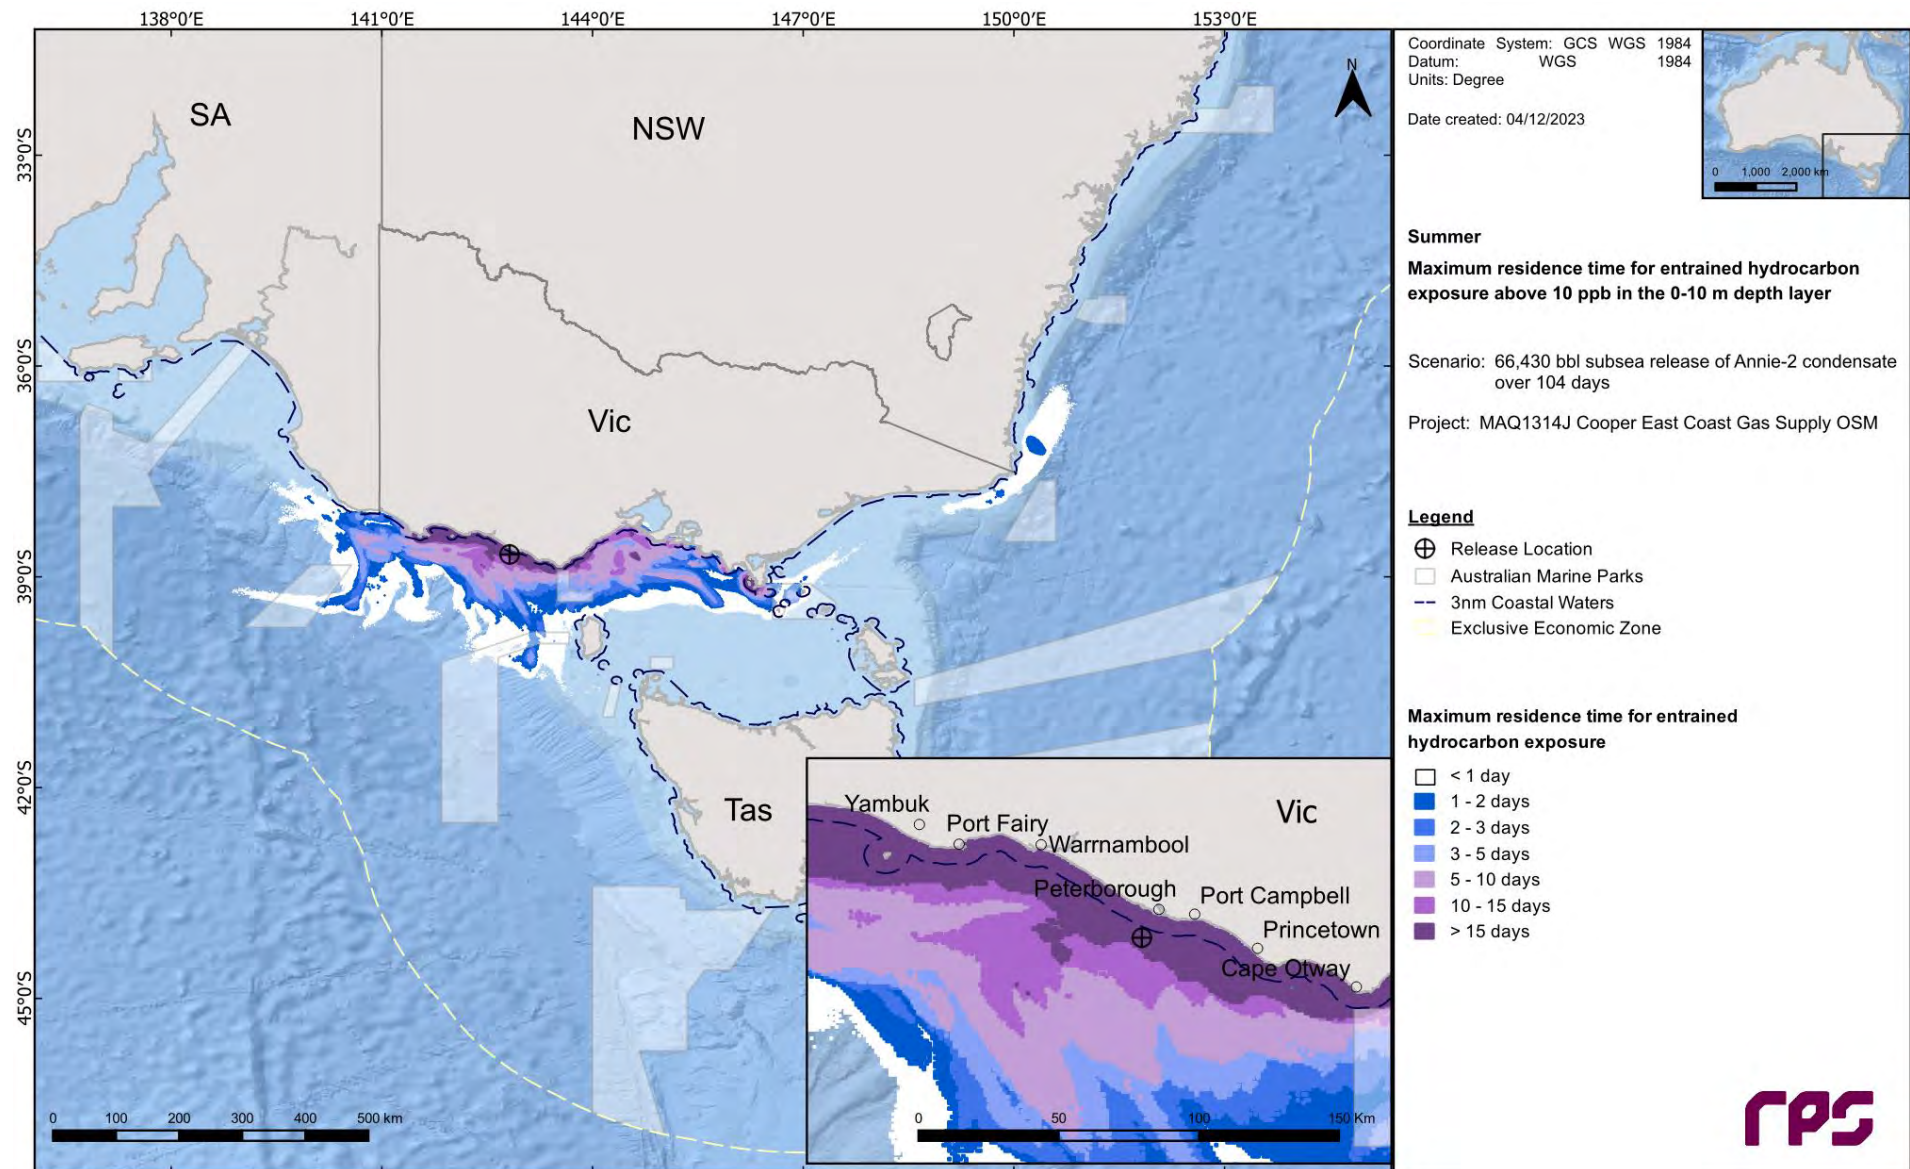 138°0'E 141°0'E 144°0'E 147°0'E 150°0'E 153°0'E
33°0'S
36°0'S
39°0'S
42°0'S
45°0'S
SA
NSW
N
Vic
Tas
0 100 200 300 400 500 km
Yambuk
Port Fairy
Warrnambool
Vic
Peterborough
Port Campbell
Princetown
Cape Otway
0 50 100 150 Km
Coordinate System: GCS WGS 1984
Datum: WGS 1984
Units: Degree
Date created: 04/12/2023
0 1,000 2,000 km
Summer
Maximum residence time for entrained hydrocarbon
exposure above 10 ppb in the 0-10 m depth layer
Scenario: 66,430 bbl subsea release of Annie-2 condensate
over 104 days
Project: MAQ1314J Cooper East Coast Gas Supply OSM
Legend
Release Location
Australian Marine Parks
3nm Coastal Waters
Exclusive Economic Zone
Maximum residence time for entrained
hydrocarbon exposure
< 1 day
1 - 2 days
2 - 3 days
3 - 5 days
5 - 10 days
10 - 15 days
> 15 days
rps